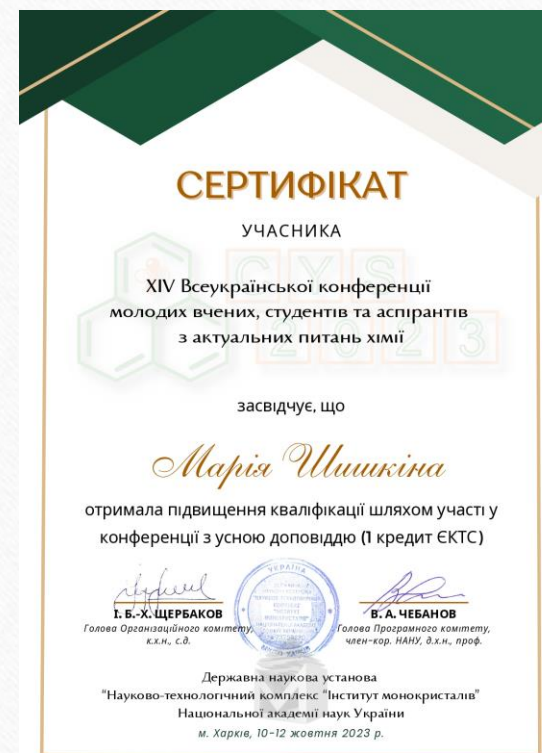 СЕРТИФІКАТ
УЧАСНИКА
CYS
2023
XIV Всеукраїнської конференції
молодих вчених, студентів та аспірантів
з актуальних питань хімії
засвідчує, що
Марія Шишкіна
отримала підвищення кваліфікації шляхом участі у
конференції з усною доповіддю (1 кредит ЄКТС)
УКРАЇНА
І. Б.-Х. ЩЕРБАКОВ
Голова Організаційного комітету,
к.х.н., с.д.
В. А. ЧЕБАНОВ
Голова Програмного комітету,
член-кор. НАНУ, д.х.н., проф.
Державна наукова установа
"Науково-технологічний комплекс "Інститут монокристалів"
Національної академії наук України
м. Харків, 10-12 жовтня 2023 р.